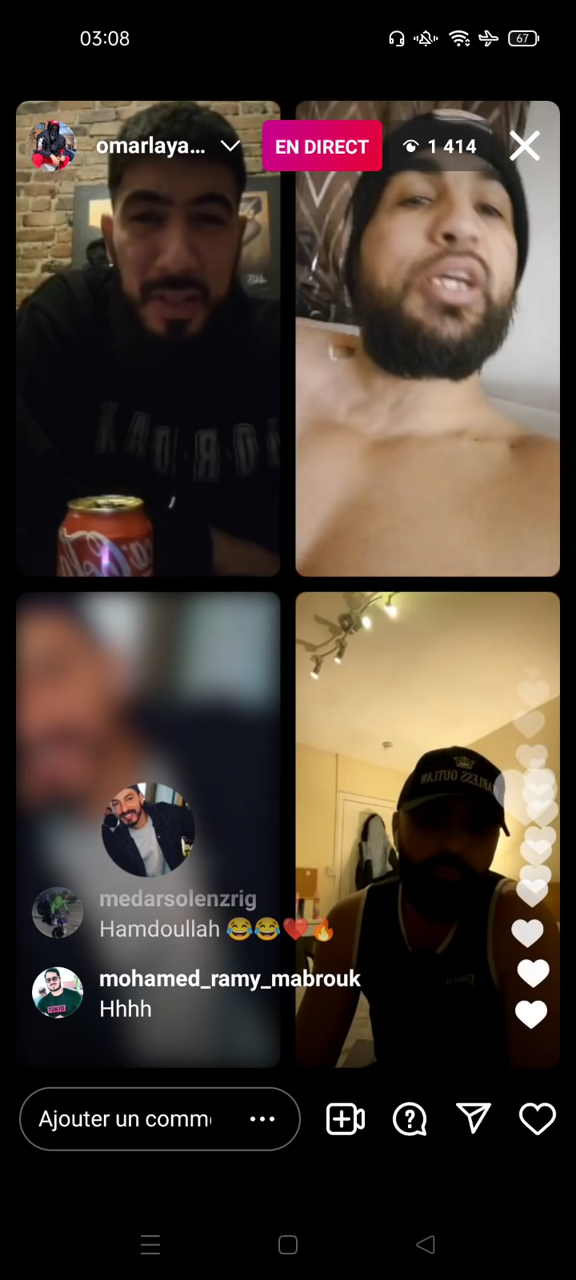 03:08
67
omarlaya...
EN DIRECT
1 414
medarsolenzrig
Hamdoullah 😂😂❤️🔥
mohamed_ramy_mabrouk
Hhhh
Ajouter un comm